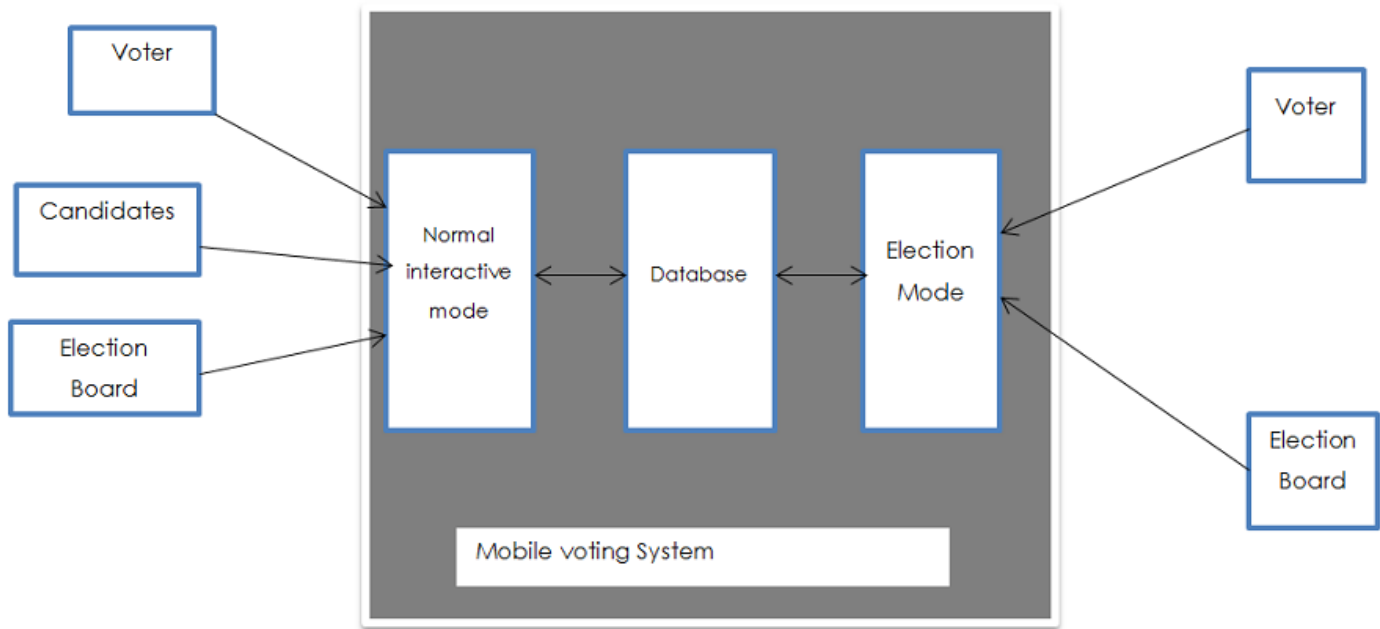 Voter
Candidates
Election
Board
Normal
interactive
mode
Database
Election
Mode
Voter
Election
Board
Mobile voting System